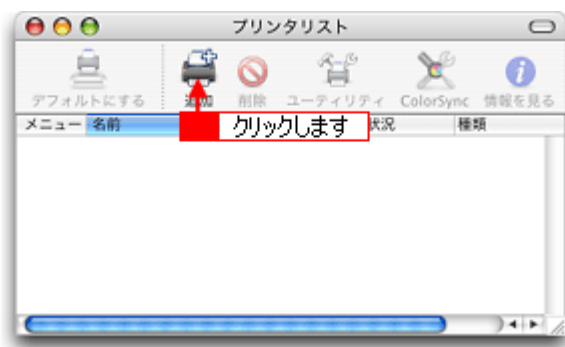 プリンタリスト
デフォルトにする 追加 削除 ユーティリティ ColorSync 情報を見る
メニュー 名前 状況 種類
クリックします